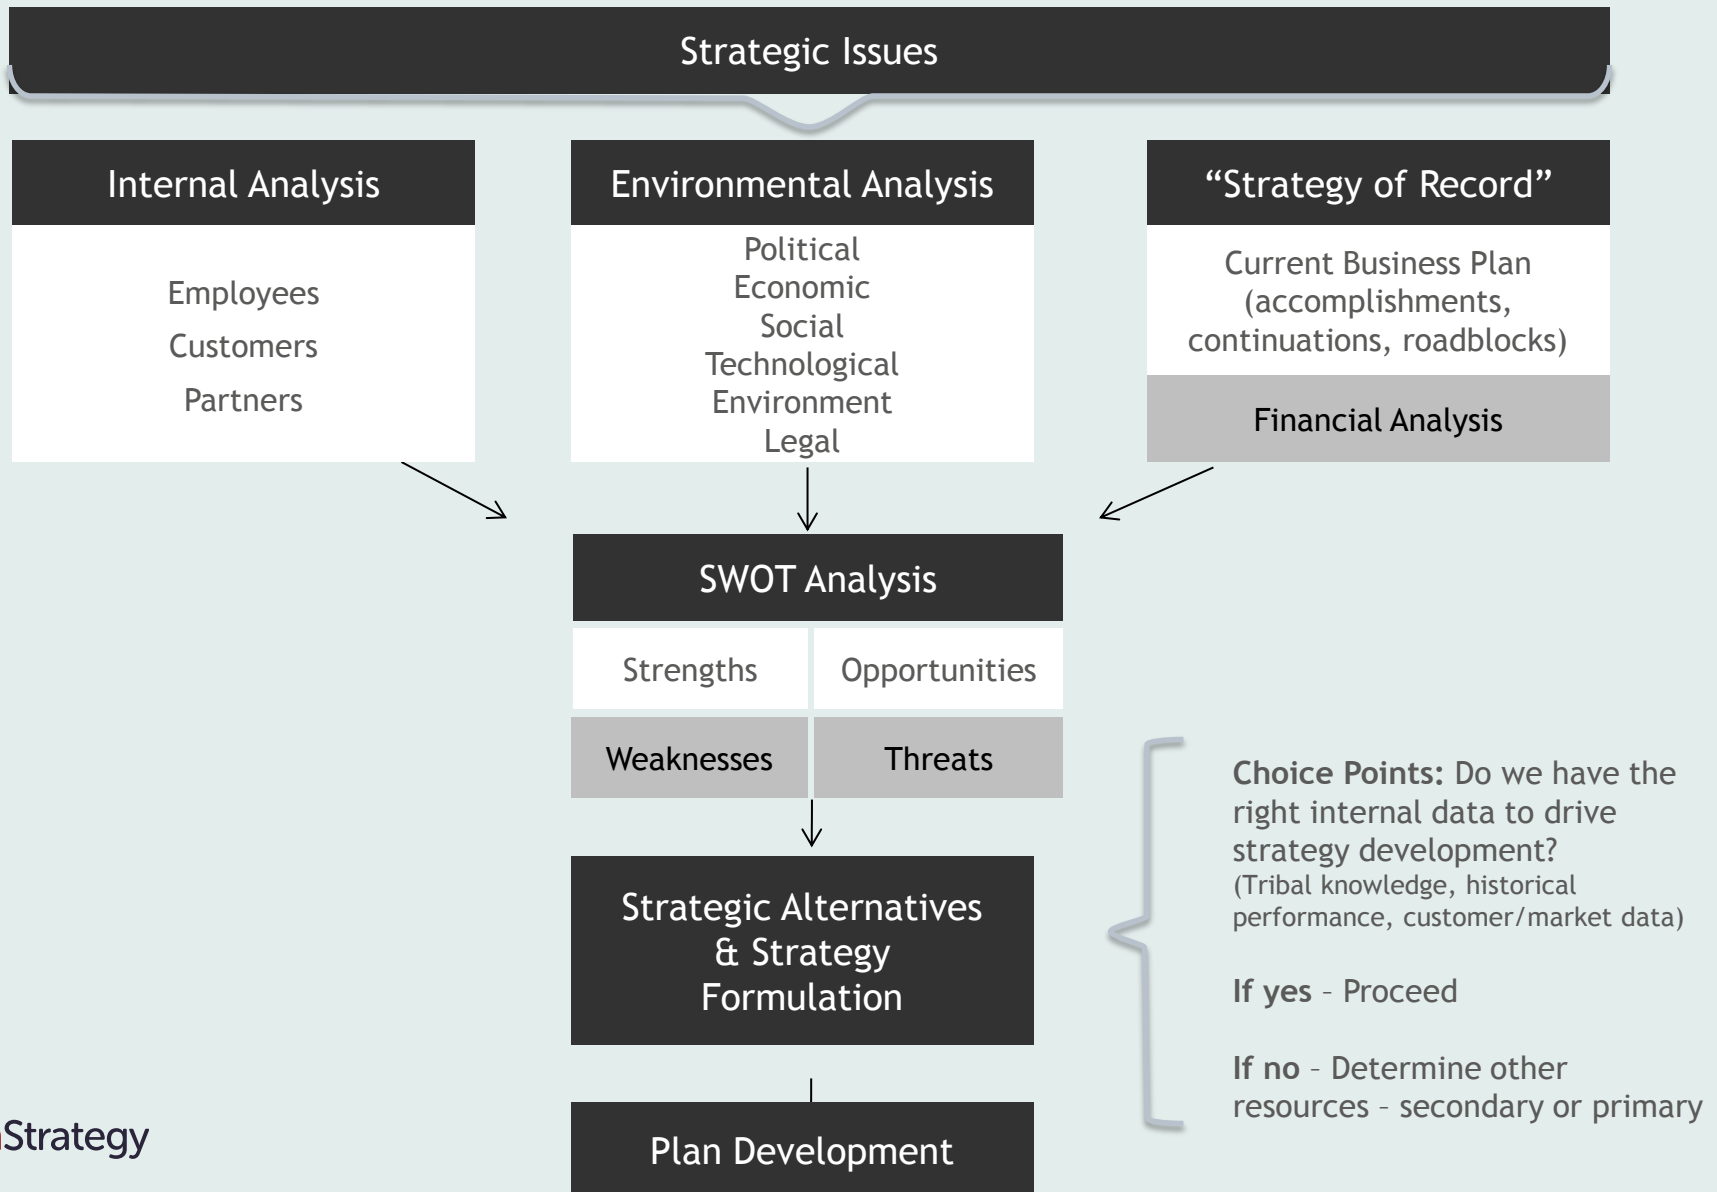 Strategic Issues
Internal Analysis
Employees
Customers
Partners
Environmental Analysis
Political
Economic
Social
Technological
Environment
Legal
“Strategy of Record”
Current Business Plan
(accomplishments,
continuations, roadblocks)
Financial Analysis
SWOT Analysis
Strengths
Opportunities
Weaknesses
Threats
Strategic Alternatives
& Strategy
Formulation
Plan Development
Choice Points: Do we have the
right internal data to drive
strategy development?
(Tribal knowledge, historical
performance, customer/market data)
If yes – Proceed
If no – Determine other
resources – secondary or primary
Strategy